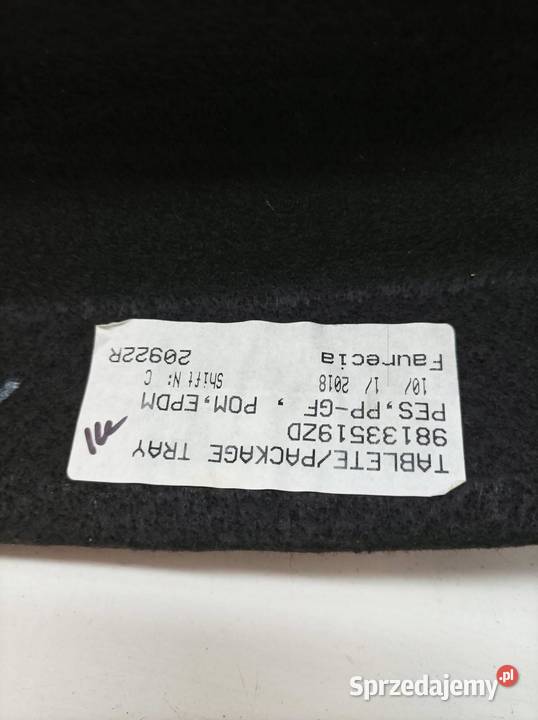 TABLETE/PACKAGE TRAY
98133519ZD
PES,PP-GF , POM,EPDM
10/ 1/ 2018 Shift N: C
Faurecia 20922R
Sprzedajemy.pl